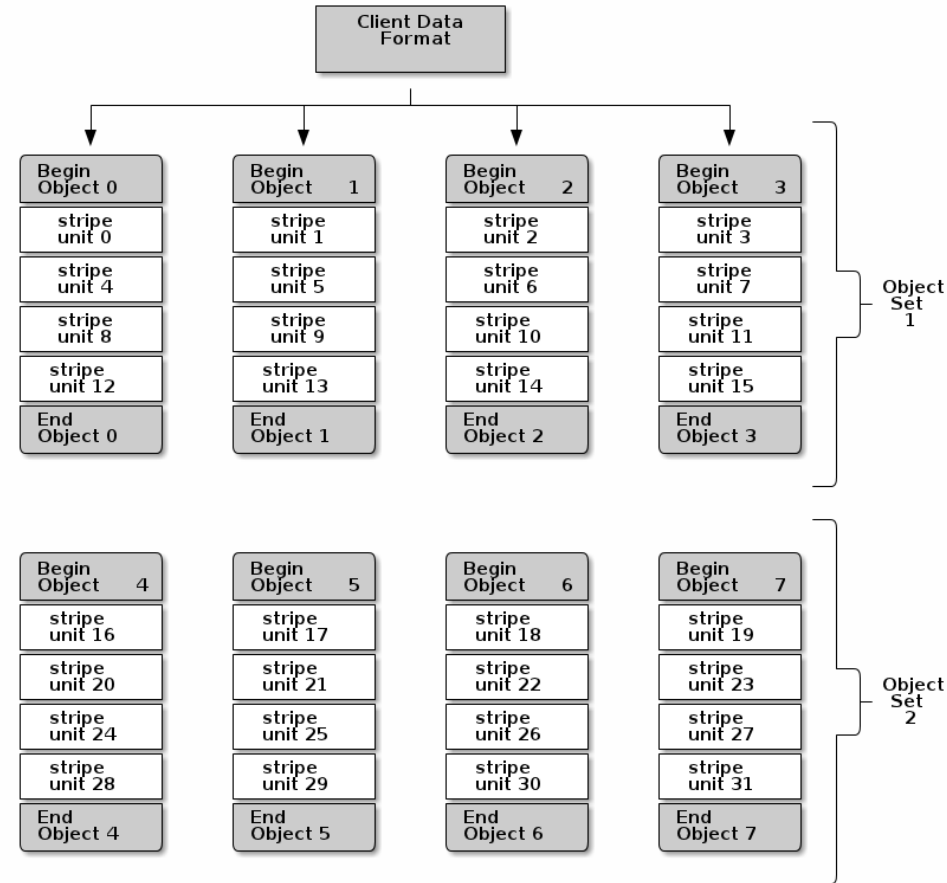 Client Data
Format
Begin
Object 0
stripe
unit 0
stripe
unit 4
stripe
unit 8
stripe
unit 12
End
Object 0
Begin
Object 1
stripe
unit 1
stripe
unit 5
stripe
unit 9
stripe
unit 13
End
Object 1
Begin
Object 2
stripe
unit 2
stripe
unit 6
stripe
unit 10
stripe
unit 14
End
Object 2
Begin
Object 3
stripe
unit 3
stripe
unit 7
stripe
unit 11
stripe
unit 15
End
Object 3
Object
Set
1
Begin
Object 4
stripe
unit 16
stripe
unit 20
stripe
unit 24
stripe
unit 28
End
Object 4
Begin
Object 5
stripe
unit 17
stripe
unit 21
stripe
unit 25
stripe
unit 29
End
Object 5
Begin
Object 6
stripe
unit 18
stripe
unit 22
stripe
unit 26
stripe
unit 30
End
Object 6
Begin
Object 7
stripe
unit 19
stripe
unit 23
stripe
unit 27
stripe
unit 31
End
Object 7
Object
Set
2